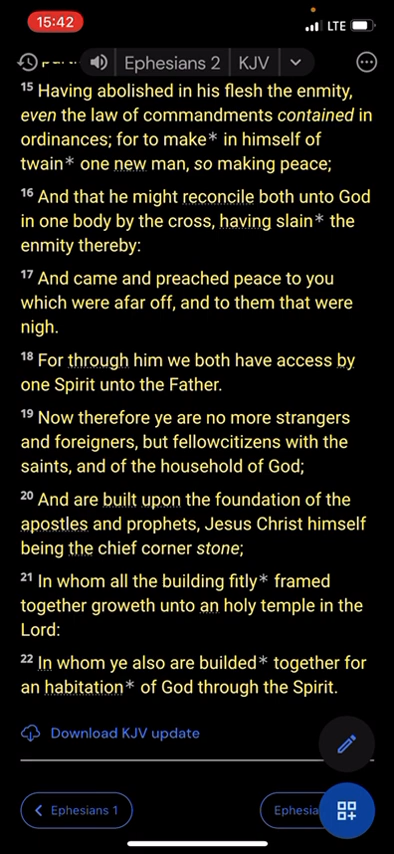 15:42
LTE
Ephesians 2 KJV
15 Having abolished in his flesh the enmity,
even the law of commandments contained in
ordinances; for to make* in himself of
twain* one new man, so making peace;
16 And that he might reconcile both unto God
in one body by the cross, having slain* the
enmity thereby:
17 And came and preached peace to you
which were afar off, and to them that were
nigh.
18 For through him we both have access by
one Spirit unto the Father.
19 Now therefore ye are no more strangers
and foreigners, but fellowcitizens with the
saints, and of the household of God;
20 And are built upon the foundation of the
apostles and prophets, Jesus Christ himself
being the chief corner stone;
21 In whom all the building fitly* framed
together groweth unto an holy temple in the
Lord:
22 In whom ye also are builded* together for
an habitation* of God through the Spirit.
Download KJV update
Ephesians 1
Ephesia